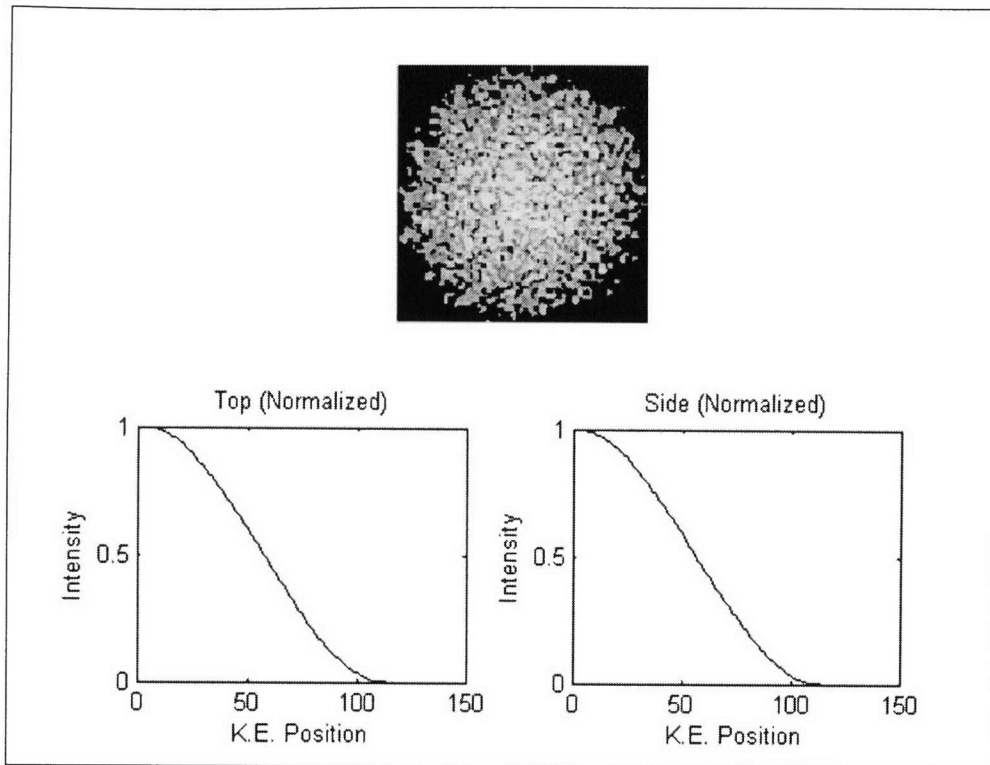 Top (Normalized)
Side (Normalized)
1
0.5
0
Intensity
0
50
100
150
K.E. Position
1
0.5
0
Intensity
0
50
100
150
K.E. Position